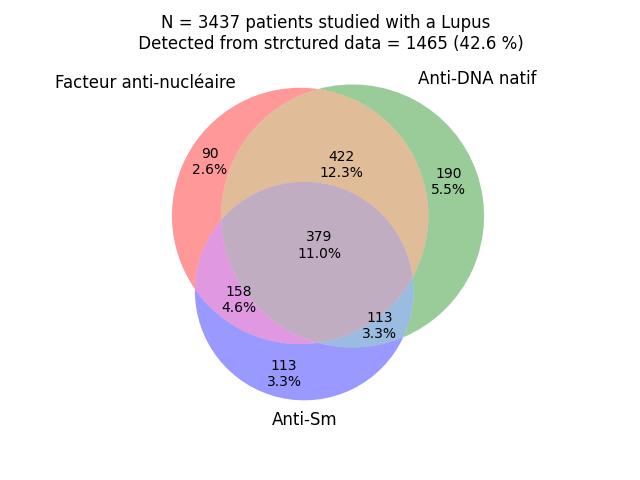 N = 3437 patients studied with a Lupus
Detected from strctured data = 1465 (42.6 %)
Facteur anti-nucléaire
Anti-DNA natif
90
2.6%
422
12.3%
190
5.5%
379
11.0%
158
4.6%
113
3.3%
113
3.3%
Anti-Sm